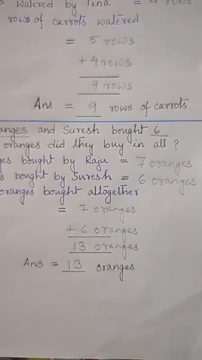 watered by Tina = 4 rows
rows of carrots watered
= 5 rows
+ 4 rows
9 rows
Ans = 9 rows of carrots
anges and Suresh bought 6
oranges did they buy in all ?
ges bought by Raju = 7 oranges
s bought by Suresh = 6 oranges
oranges bought altogether
= 7 oranges
+ 6 oranges
13 oranges
Ans = 13 oranges